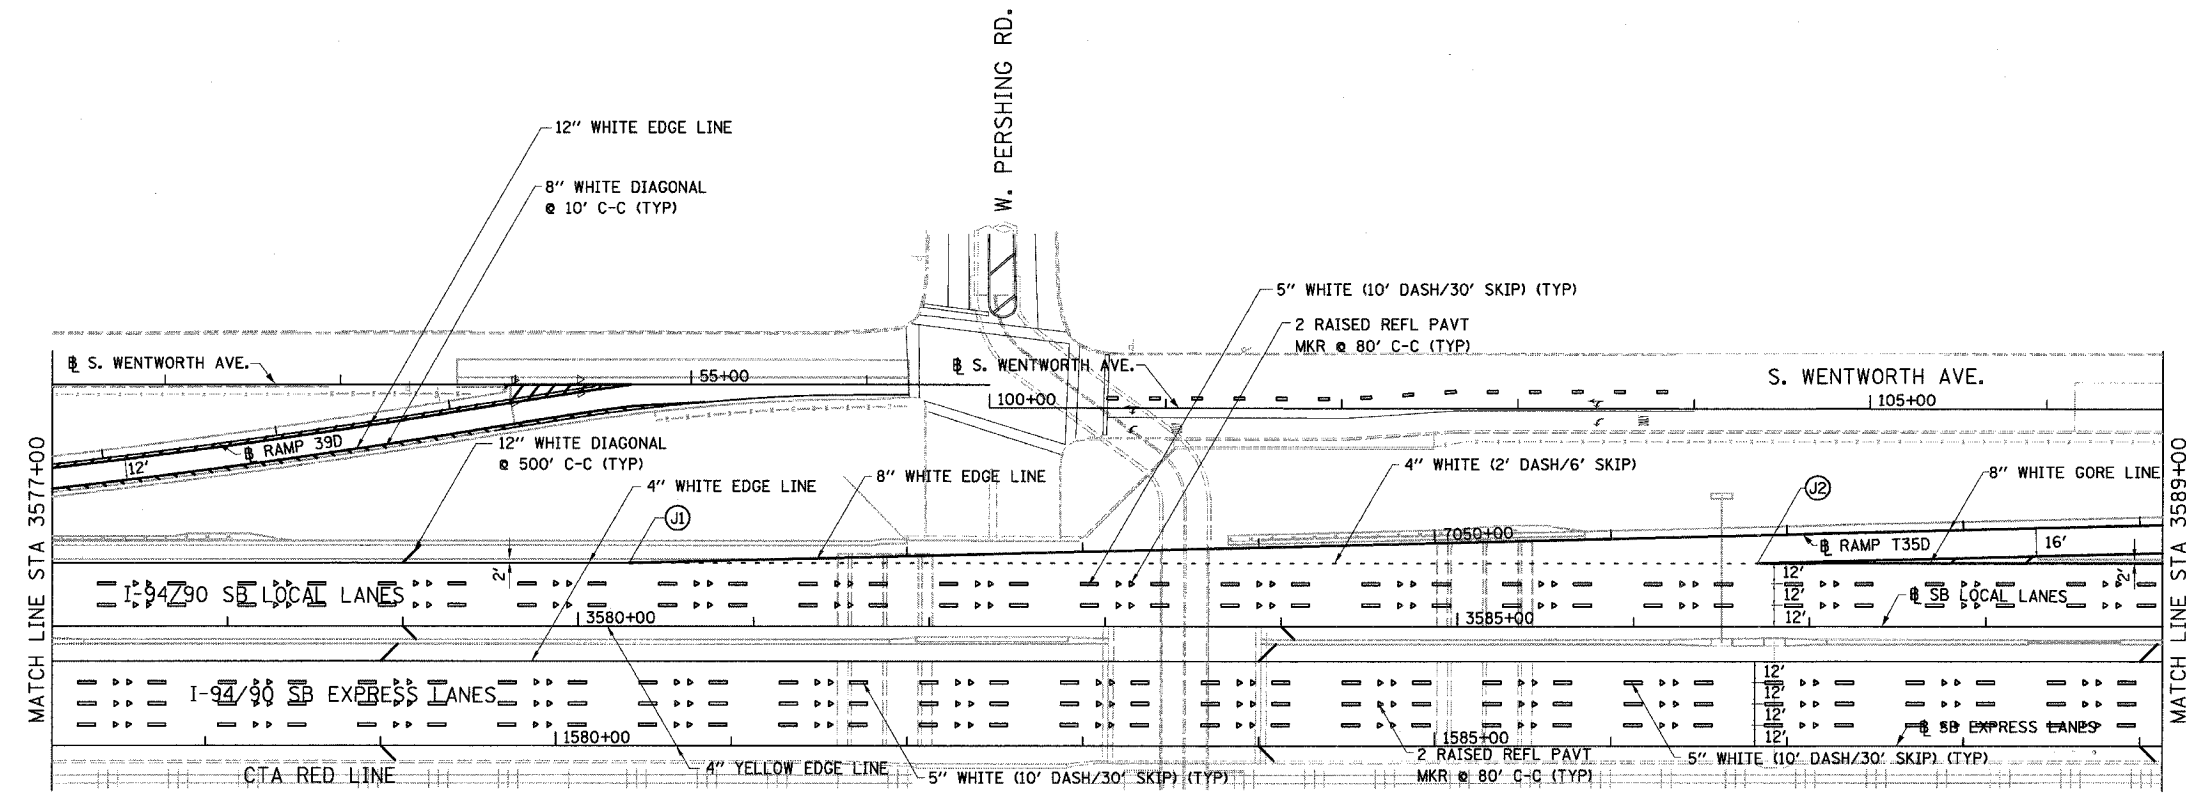 W. PERSHING RD.
12" WHITE EDGE LINE
8" WHITE DIAGONAL
@ 10' C-C (TYP)
5" WHITE (10' DASH/30' SKIP) (TYP)
2 RAISED REFL PAVT
MKR @ 80' C-C (TYP)
℄ S. WENTWORTH AVE.
55+00
℄ S. WENTWORTH AVE.
100+00
S. WENTWORTH AVE.
105+00
MATCH LINE STA 3577+00
℄ RAMP 39D
12'
12" WHITE DIAGONAL
@ 500' C-C (TYP)
4" WHITE EDGE LINE
8" WHITE EDGE LINE
4" WHITE (2' DASH/6' SKIP)
8" WHITE GORE LINE
J1
J2
7050+00
℄ RAMP T35D
16'
2'
2'
12'
12'
12'
I-94/90 SB LOCAL LANES
℄ SB LOCAL LANES
3580+00
3585+00
MATCH LINE STA 3589+00
I-94/90 SB EXPRESS LANES
12'
12'
12'
12'
℄ SB EXPRESS LANES
1580+00
1585+00
CTA RED LINE
4" YELLOW EDGE LINE
5" WHITE (10' DASH/30' SKIP) (TYP)
2 RAISED REFL PAVT
MKR @ 80' C-C (TYP)
5" WHITE (10' DASH/30' SKIP) (TYP)